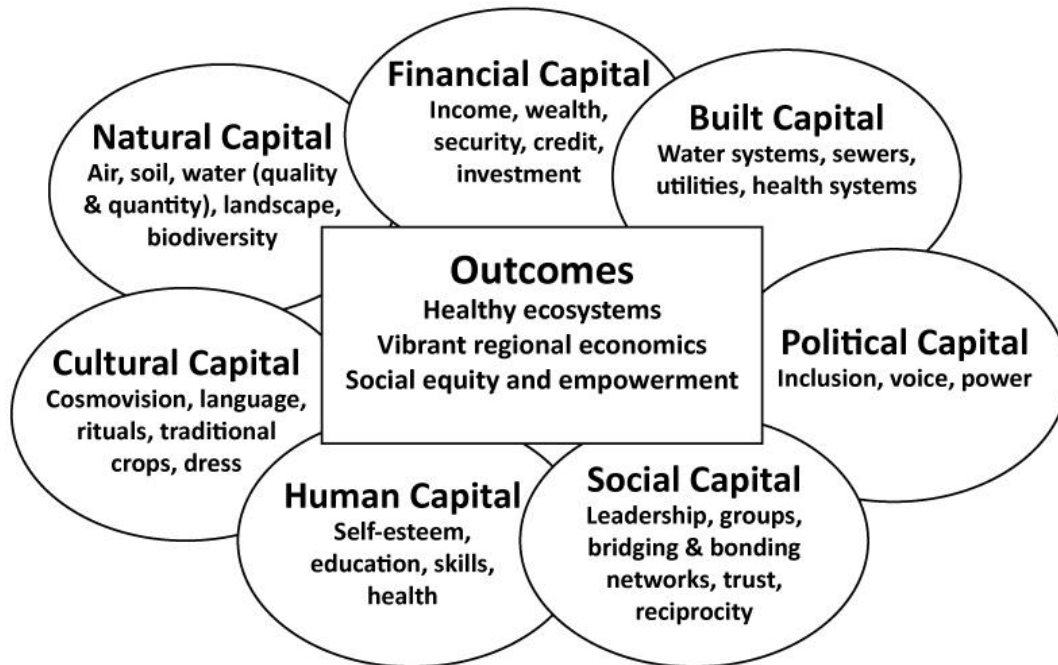 Financial Capital
Income, wealth,
security, credit,
investment
Natural Capital
Air, soil, water (quality
& quantity), landscape,
biodiversity
Built Capital
Water systems, sewers,
utilities, health systems
Outcomes
Healthy ecosystems
Vibrant regional economics
Social equity and empowerment
Cultural Capital
Cosmovision, language,
rituals, traditional
crops, dress
Political Capital
Inclusion, voice, power
Human Capital
Self-esteem,
education, skills,
health
Social Capital
Leadership, groups,
bridging & bonding
networks, trust,
reciprocity